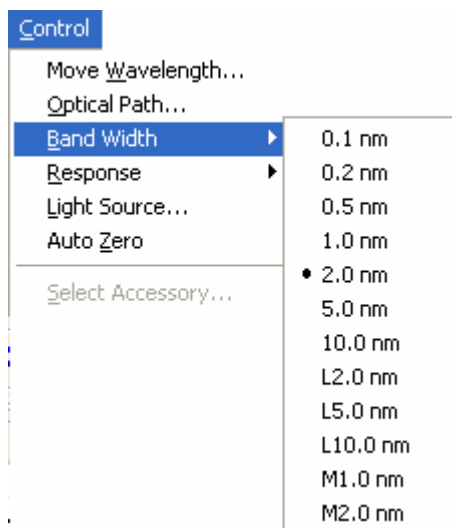 Control
Move Wavelength...
Optical Path...
Band Width
Response
Light Source...
Auto Zero
Select Accessory...
0.1 nm
0.2 nm
0.5 nm
1.0 nm
2.0 nm
5.0 nm
10.0 nm
L2.0 nm
L5.0 nm
L10.0 nm
M1.0 nm
M2.0 nm